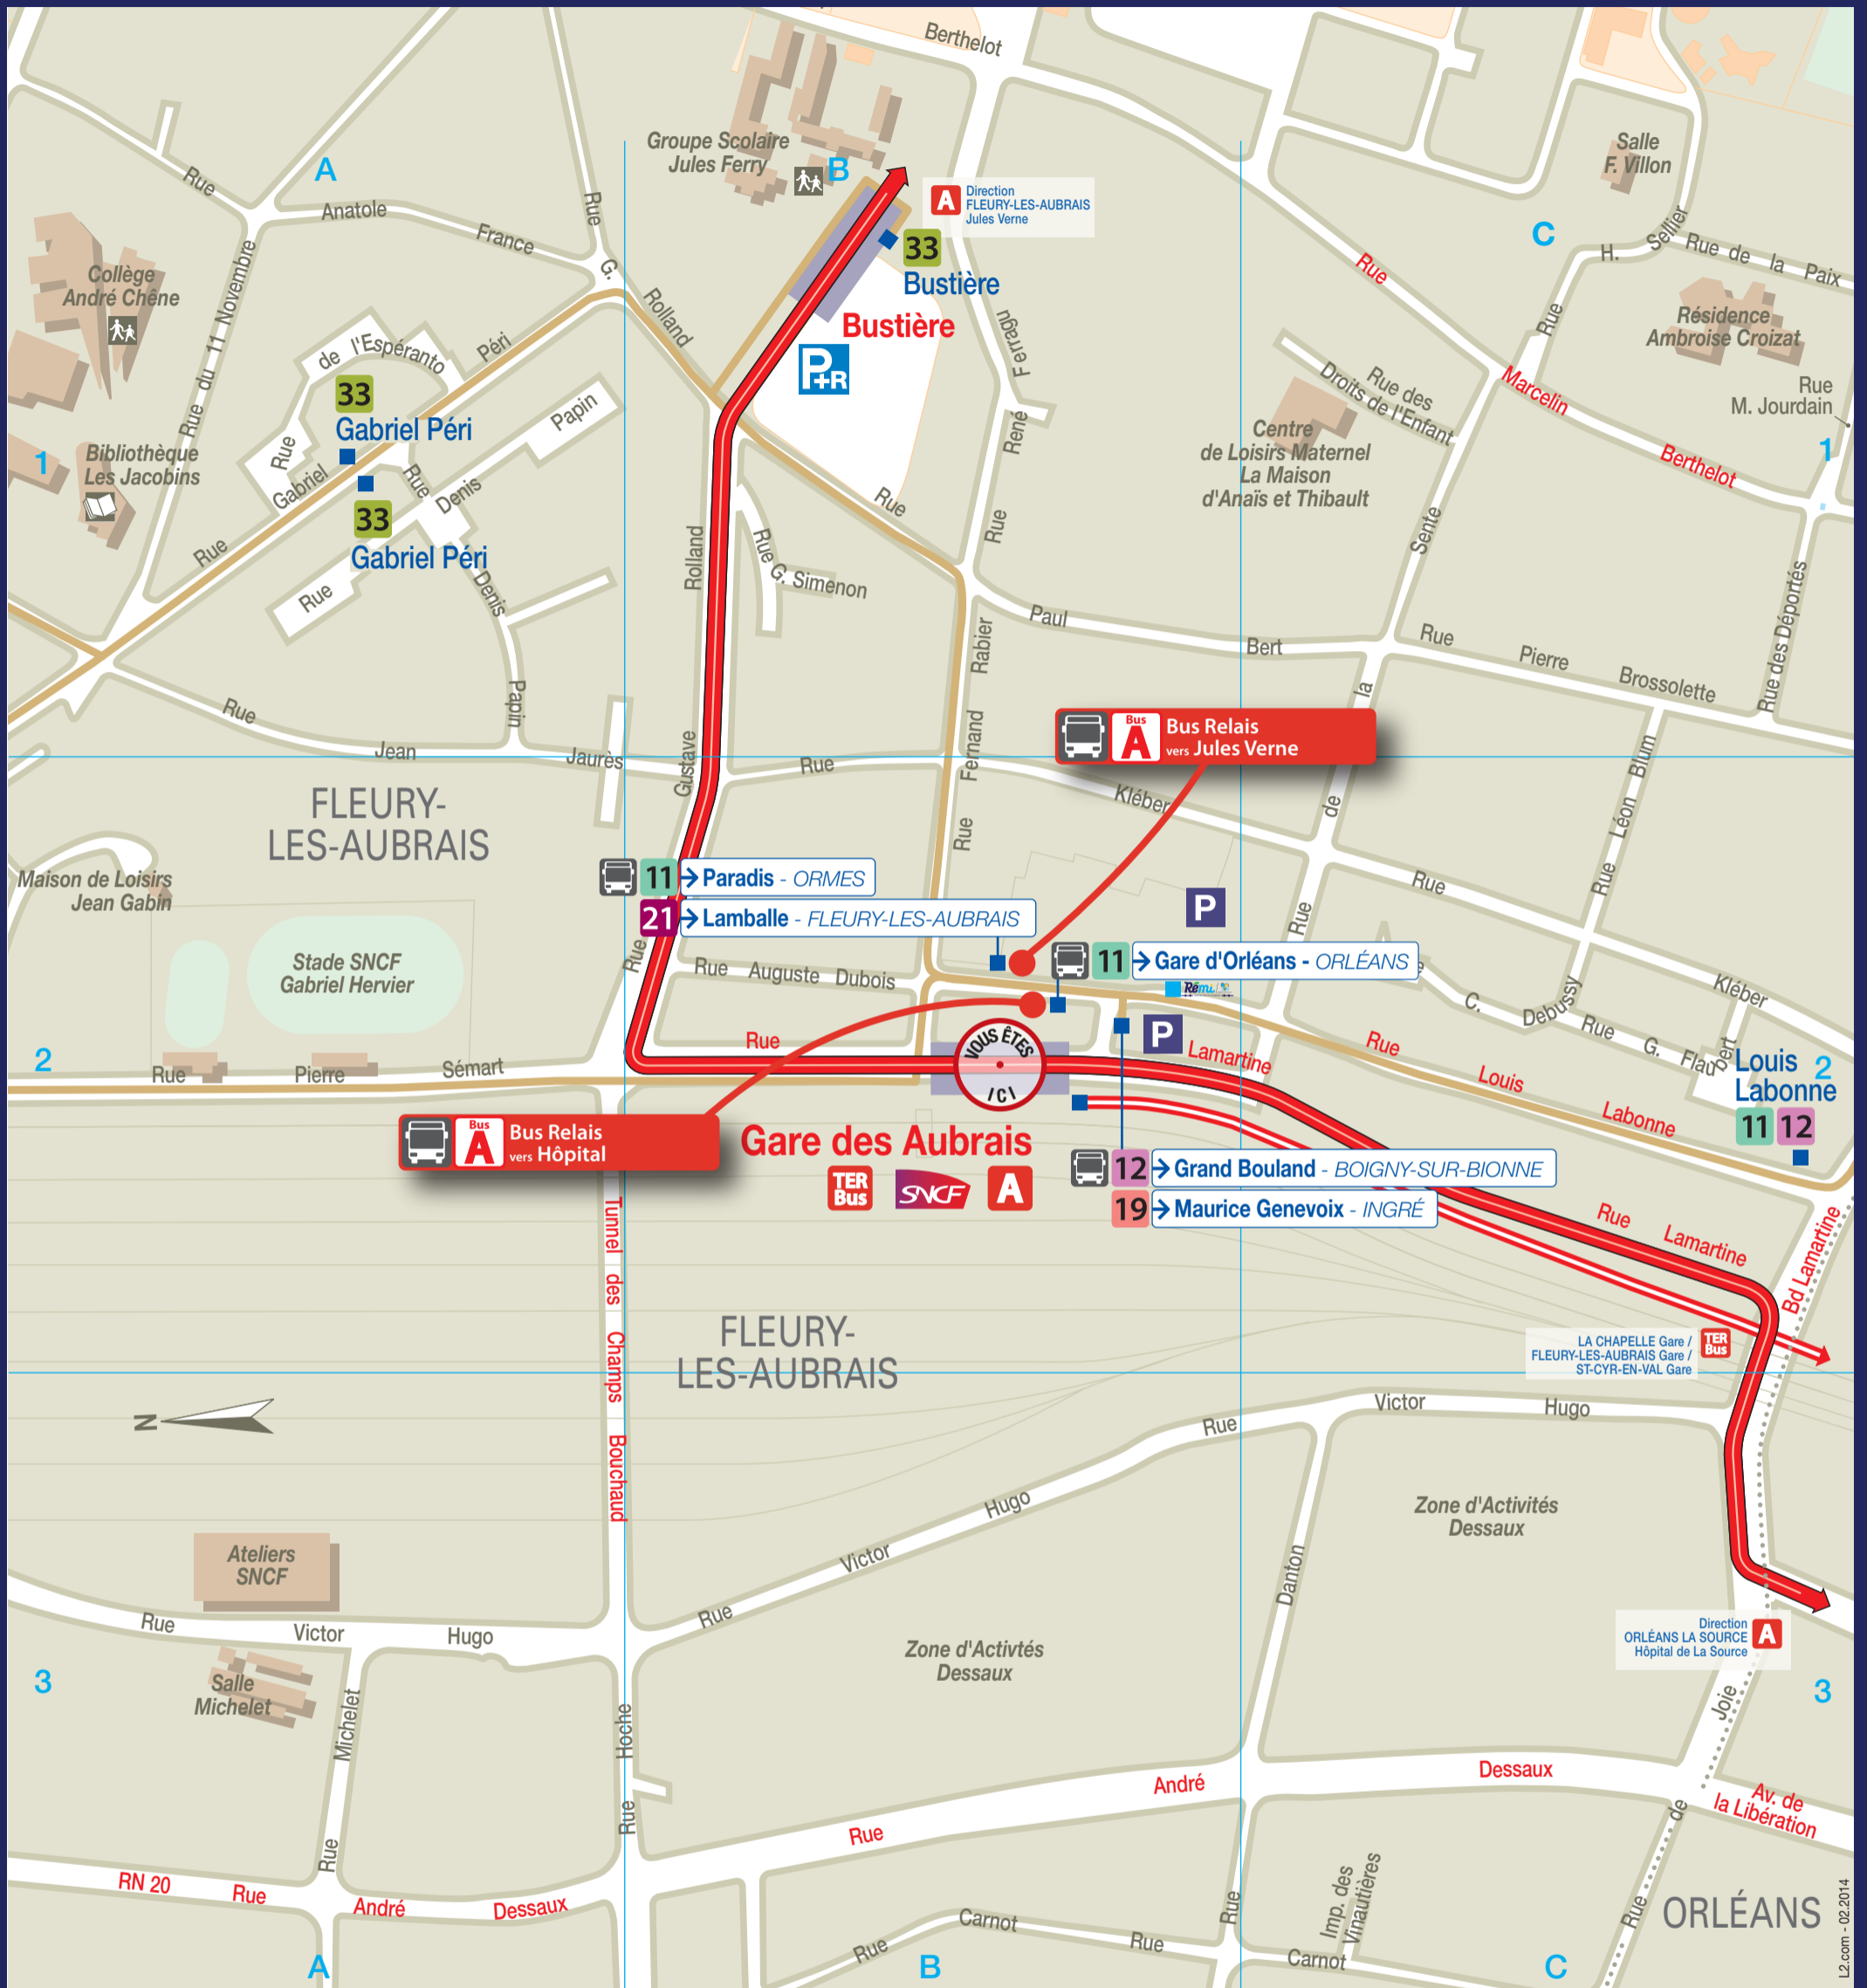 Berthelot
Groupe Scolaire
Jules Ferry
Salle
F. Villon
A
B
C
A
Direction
FLEURY-LES-AUBRAIS
Jules Verne
33
Bustière
Bustière
P+R
Rue
Anatole
France
Rue
G.
Rolland
Rue
H.
Sellier
Rue de la Paix
Collège
André Chêne
Rue du 11 Novembre
Résidence
Ambroise Croizat
Rue
M. Jourdain
de l'Espéranto
Péri
Rue
Gabriel
Rue
33
Gabriel Péri
33
Gabriel Péri
Papin
Denis
Rue
Rue
Denis
Papin
Bibliothèque
Les Jacobins
1
1
Rue
Marcelin
Berthelot
Rue des
Droits de l'Enfant
Centre
de Loisirs Maternel
La Maison
d'Anaïs et Thibault
Ferragu
René
Rue
Rue
Rolland
Rue G. Simenon
Sente
Rue des Déportés
Paul
Bert
Rue
Pierre
Brossolette
Rabier
Fernand
Rue
la
de
Rue
Rue
Jean
Jaurès
Gustave
Rue
Kléber
Rue
Kléber
Rue Léon Blum
Bus
A
Bus Relais
vers Jules Verne
FLEURY-
LES-AUBRAIS
Maison de Loisirs
Jean Gabin
Stade SNCF
Gabriel Hervier
11
Paradis - ORMES
21
Lamballe - FLEURY-LES-AUBRAIS
Rue
P
11
Gare d'Orléans - ORLÉANS
Rémi
Rue Auguste Dubois
C.
Debussy
Rue G. Flaubert
P
Rue
Lamartine
Rue
Louis
Labonne
Louis
Labonne
11 12
2
2
Rue
Pierre
Sémart
VOUS ÊTES
ICI
Bus
A
Bus Relais
vers Hôpital
Gare des Aubrais
TER
Bus
SNCF
A
12
Grand Bouland - BOIGNY-SUR-BIONNE
19
Maurice Genevoix - INGRÉ
Rue
Lamartine
Bd Lamartine
Tunnel des Champs Bouchaud
LA CHAPELLE Gare /
FLEURY-LES-AUBRAIS Gare /
ST-CYR-EN-VAL Gare
TER
Bus
FLEURY-
LES-AUBRAIS
N
Rue
Victor
Hugo
Rue
Victor
Hugo
Zone d'Activités
Dessaux
Ateliers
SNCF
Rue
Victor
Hugo
Danton
Rue
Zone d'Activtés
Dessaux
Direction
ORLÉANS LA SOURCE
Hôpital de La Source
A
3
3
Salle
Michelet
Michelet
Rue
Hoche
Rue
Joie
de
Rue
André
Dessaux
Rue
Av. de
la Libération
RN 20
Rue
André
Dessaux
Rue
Carnot
Rue
Carnot
Imp. des
Vinautières
ORLÉANS
A
B
C
L2.com - 02.2014